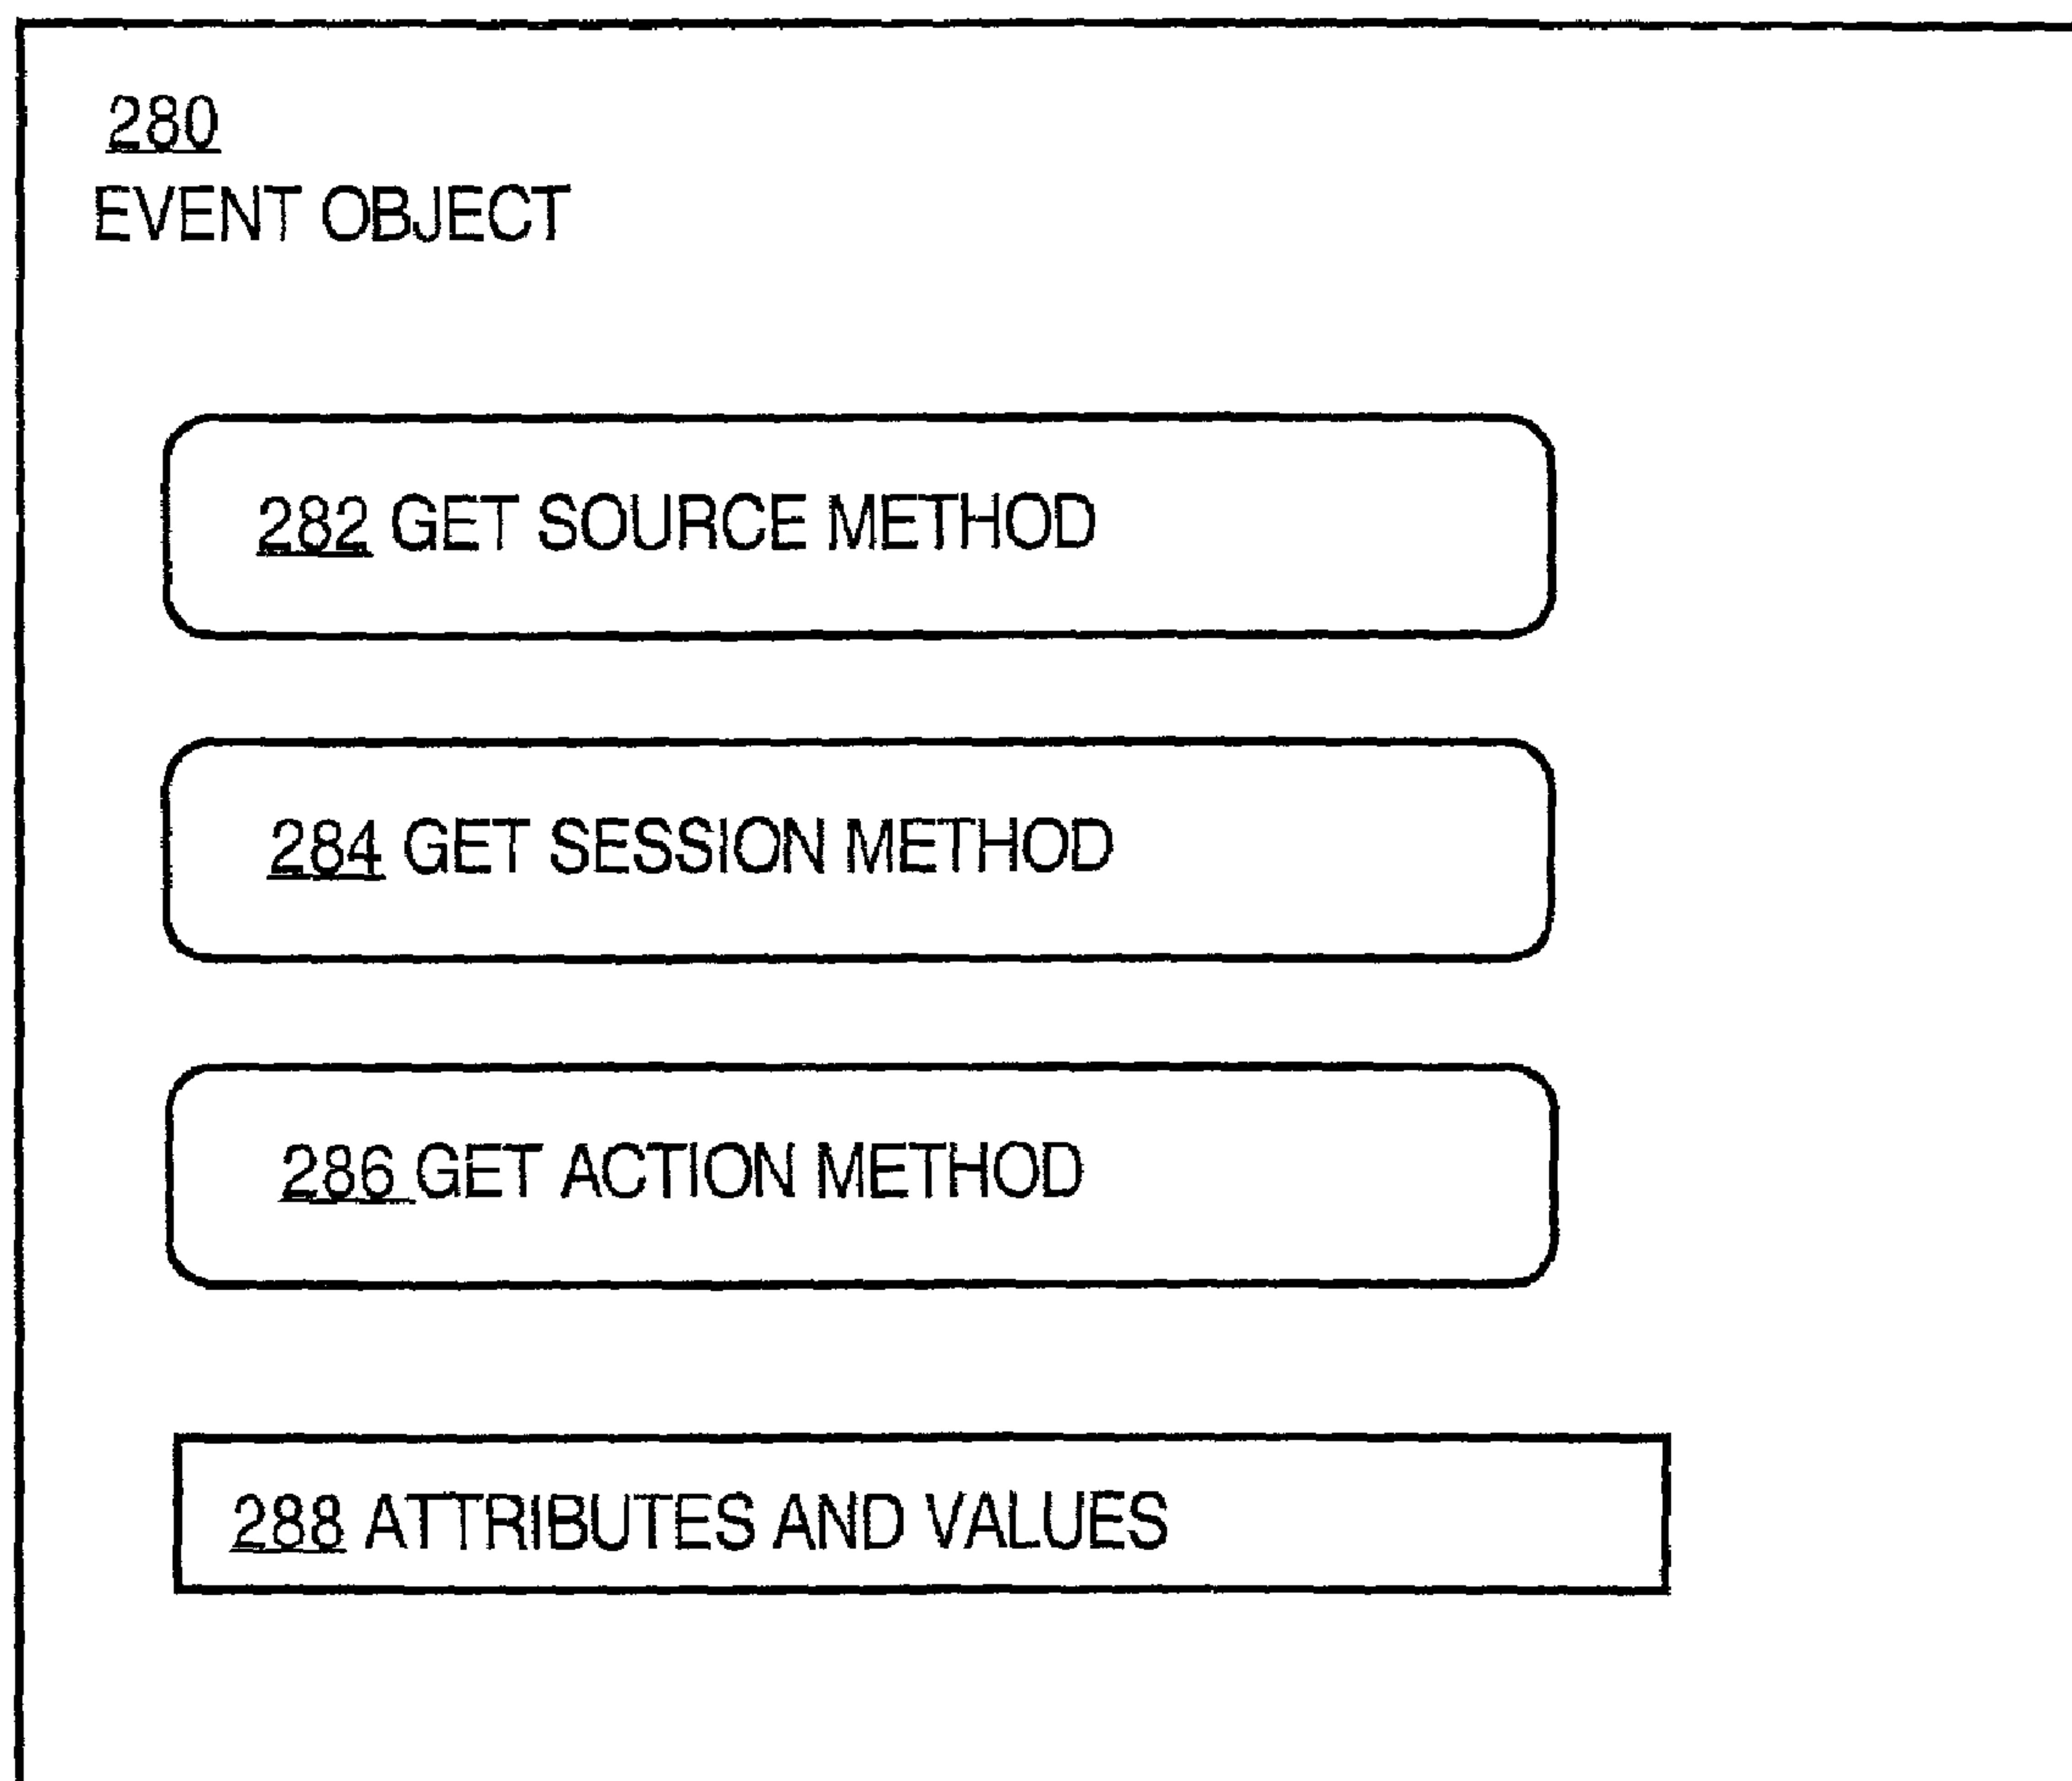 280
EVENT OBJECT
282 GET SOURCE METHOD
284 GET SESSION METHOD
286 GET ACTION METHOD
288 ATTRIBUTES AND VALUES